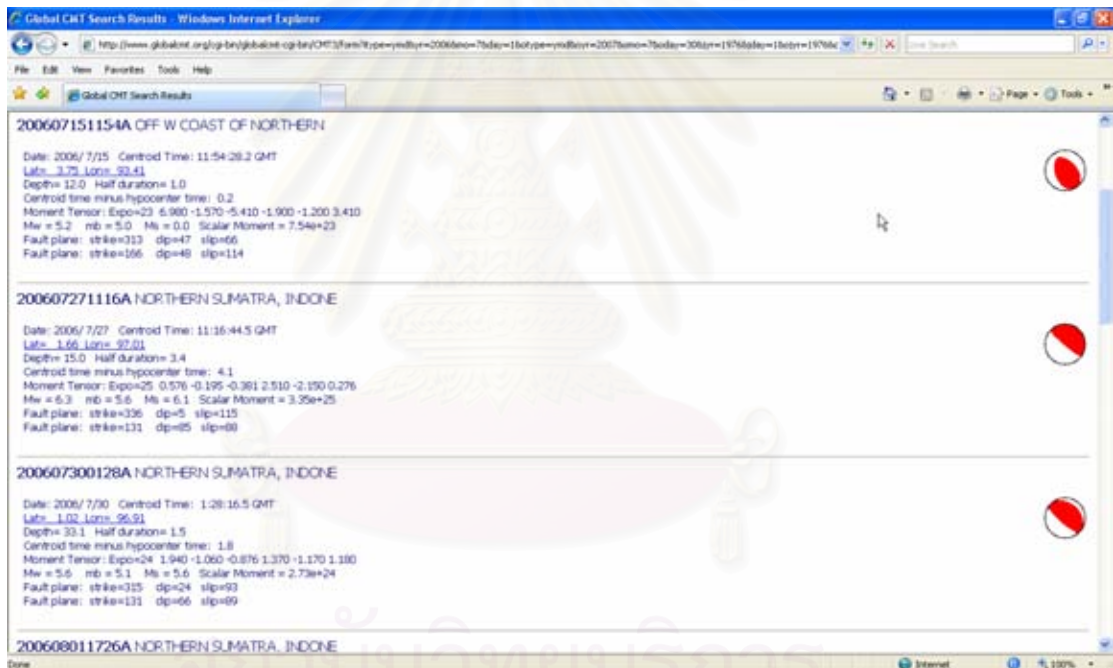 Global CMT Search Results - Windows Internet Explorer
Live Search
File Edit View Favorites Tools Help
Global CMT Search Results
Page Tools
200607151154A OFF W COAST OF NORTHERN
Date: 2006/ 7/15 Centroid Time: 11:54:28.2 GMT
Lat= 3.75 Lon= 93.41
Depth= 12.0 Half duration= 1.0
Centroid time minus hypocenter time: 0.2
Moment Tensor: Expo=23 6.980 -1.570 -5.410 -1.900 -1.200 3.410
Mw = 5.2 mb = 5.0 Ms = 0.0 Scalar Moment = 7.54e+23
Fault plane: strike=313 dip=47 slip=66
Fault plane: strike=166 dip=48 slip=114
200607271116A NORTHERN SUMATRA, INDONE
Date: 2006/ 7/27 Centroid Time: 11:16:44.5 GMT
Lat= 1.66 Lon= 97.01
Depth= 15.0 Half duration= 3.4
Centroid time minus hypocenter time: 4.1
Moment Tensor: Expo=25 0.576 -0.195 -0.381 2.510 -2.150 0.276
Mw = 6.3 mb = 5.6 Ms = 6.1 Scalar Moment = 3.35e+25
Fault plane: strike=336 dip=5 slip=115
Fault plane: strike=131 dip=85 slip=88
200607300128A NORTHERN SUMATRA, INDONE
Date: 2006/ 7/30 Centroid Time: 1:28:16.5 GMT
Lat= 1.02 Lon= 96.91
Depth= 33.1 Half duration= 1.5
Centroid time minus hypocenter time: 1.8
Moment Tensor: Expo=24 1.940 -1.060 -0.876 1.370 -1.170 1.180
Mw = 5.6 mb = 5.1 Ms = 5.6 Scalar Moment = 2.73e+24
Fault plane: strike=315 dip=24 slip=93
Fault plane: strike=131 dip=66 slip=89
200608011726A NORTHERN SUMATRA, INDONE
Done Internet 100%